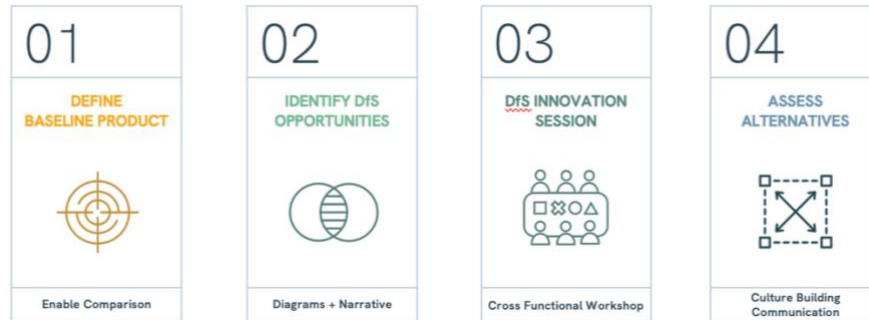 01
DEFINE
BASELINE PRODUCT
Enable Comparison
02
IDENTIFY DfS
OPPORTUNITIES
Diagrams + Narrative
03
DfS INNOVATION
SESSION
Cross Functional Workshop
04
ASSESS
ALTERNATIVES
Culture Building
Communication